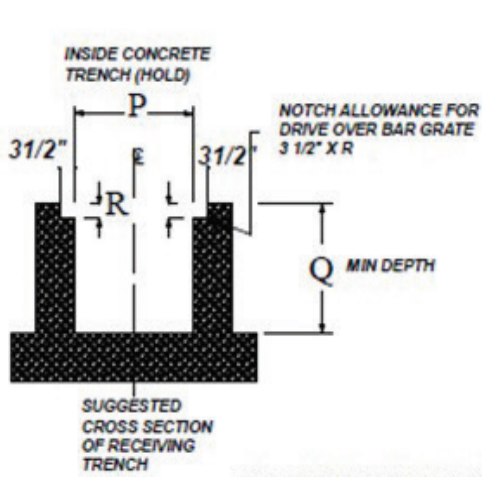 INSIDE CONCRETE
TRENCH (HOLD)
P
NOTCH ALLOWANCE FOR
DRIVE OVER BAR GRATE
3 1/2" X R
31/2"
℄
31/2"
R
Q
MIN DEPTH
SUGGESTED
CROSS SECTION
OF RECEIVING
TRENCH